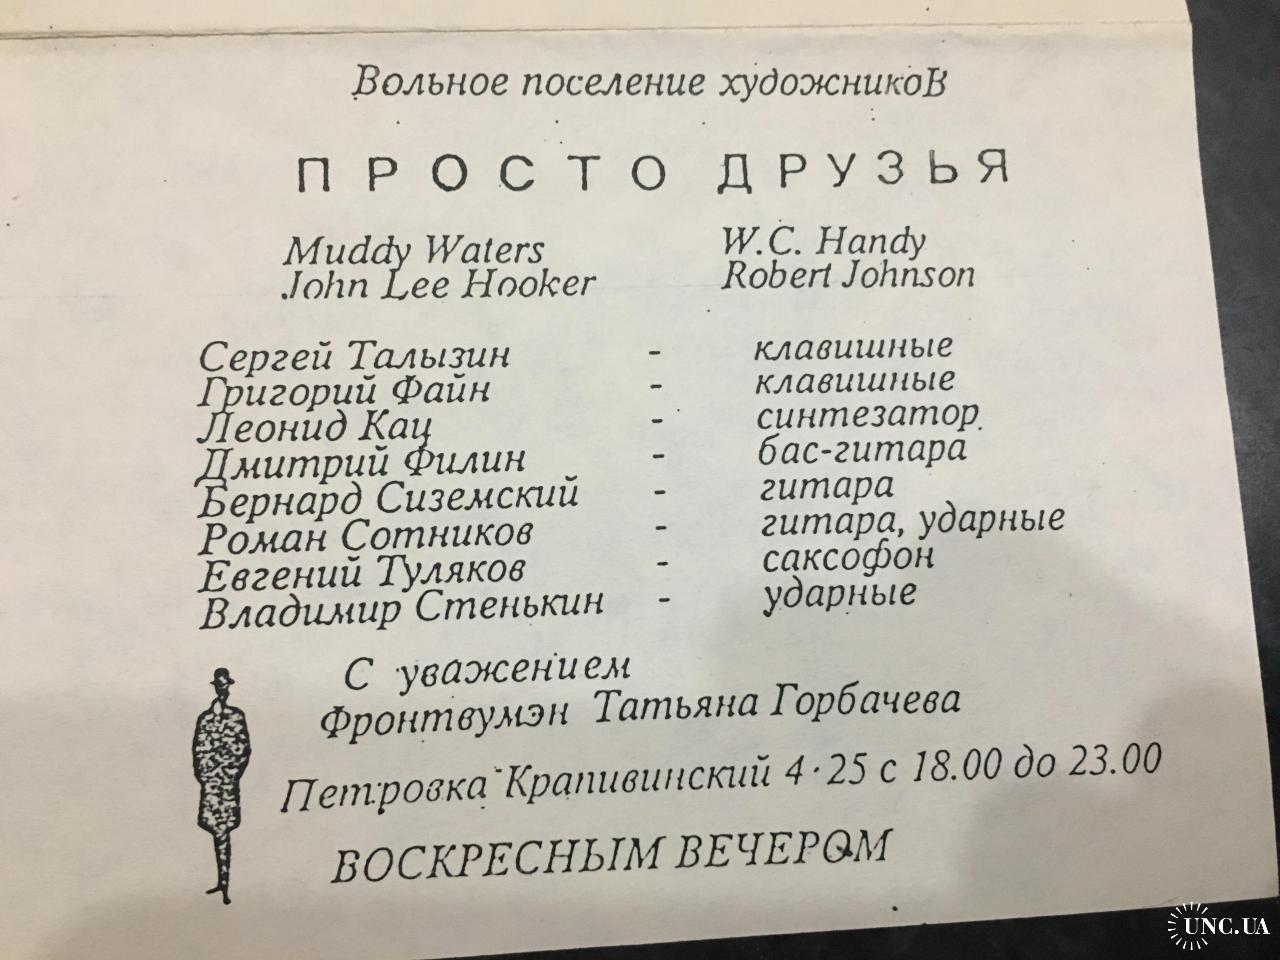 Вольное поселение художникоВ
ПРОСТО ДРУЗЬЯ
Muddy Waters W.C. Handy
John Lee Hooker Robert Johnson
Сергей Талызин - клавишные
Григорий Файн - клавишные
Леонид Кац - синтезатор
Дмитрий Филин - бас-гитара
Бернард Сиземский - гитара
Роман Сотников - гитара, ударные
Евгений Туляков - саксофон
Владимир Стенькин - ударные
С уважением
Фронтвумэн Татьяна Горбачева
Петровка-Крапивинский 4·25 с 18.00 до 23.00
ВОСКРЕСНЫМ ВЕЧЕРОМ
UNC.UA